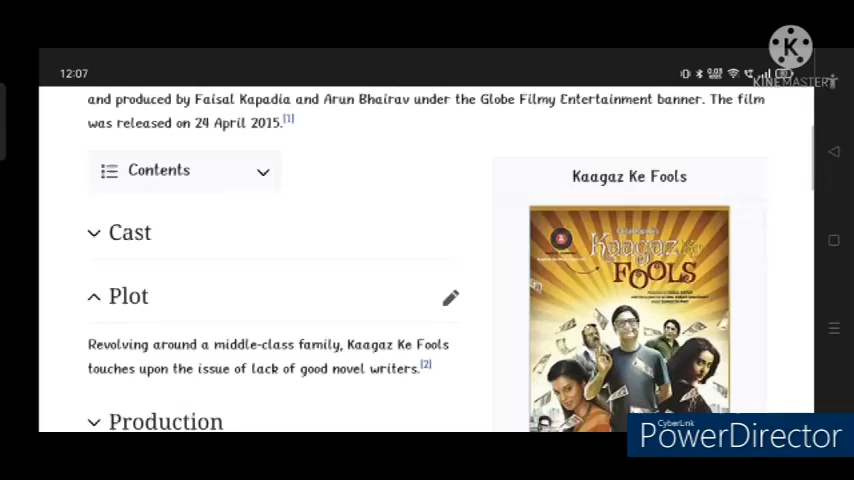 12:07
KINEMASTER
and produced by Faisal Kapadia and Arun Bhairav under the Globe Filmy Entertainment banner. The film
was released on 24 April 2015.[1]
Contents
Kaagaz Ke Fools
Cast
Plot
Revolving around a middle-class family, Kaagaz Ke Fools
touches upon the issue of lack of good novel writers.[2]
Production
Kaagaz Ke
FOOLS
CyberLink
PowerDirector